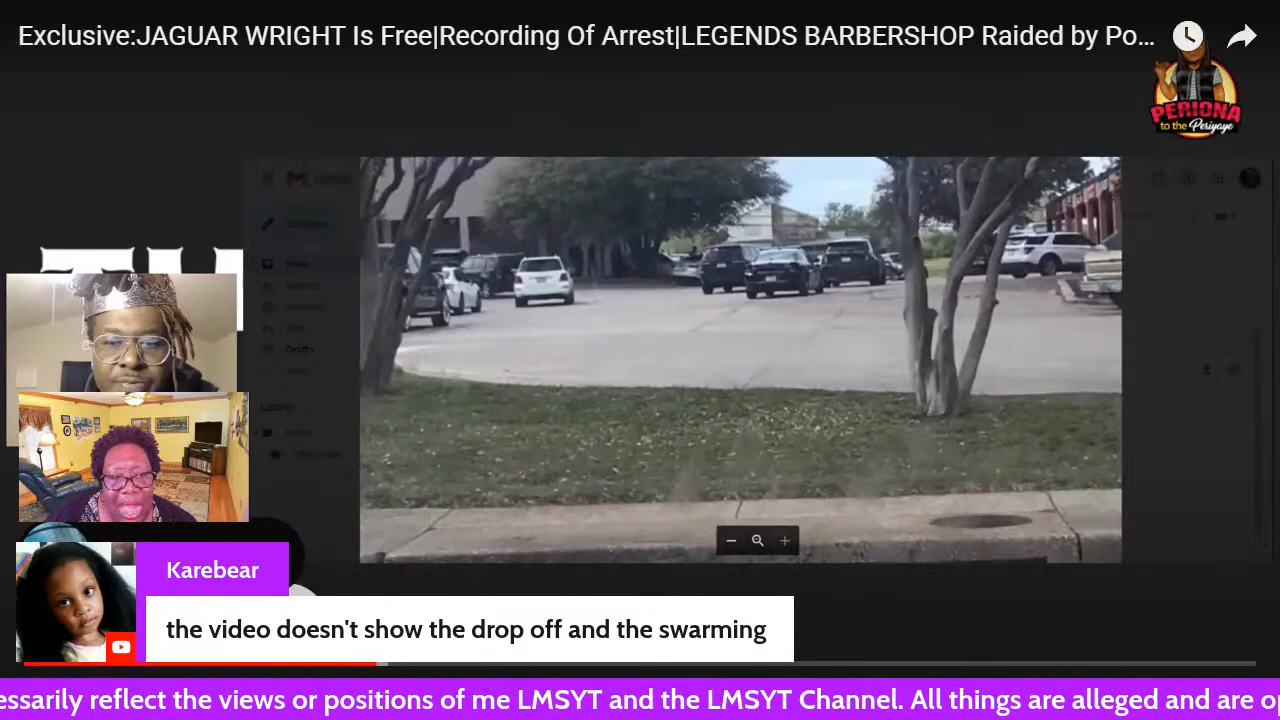 Exclusive:JAGUAR WRIGHT Is Free|Recording Of Arrest|LEGENDS BARBERSHOP Raided by Po...
PERIONA
to the Periyaye
Drafts
Karebear
the video doesn't show the drop off and the swarming
essarily reflect the views or positions of me LMSYT and the LMSYT Channel. All things are alleged and are op